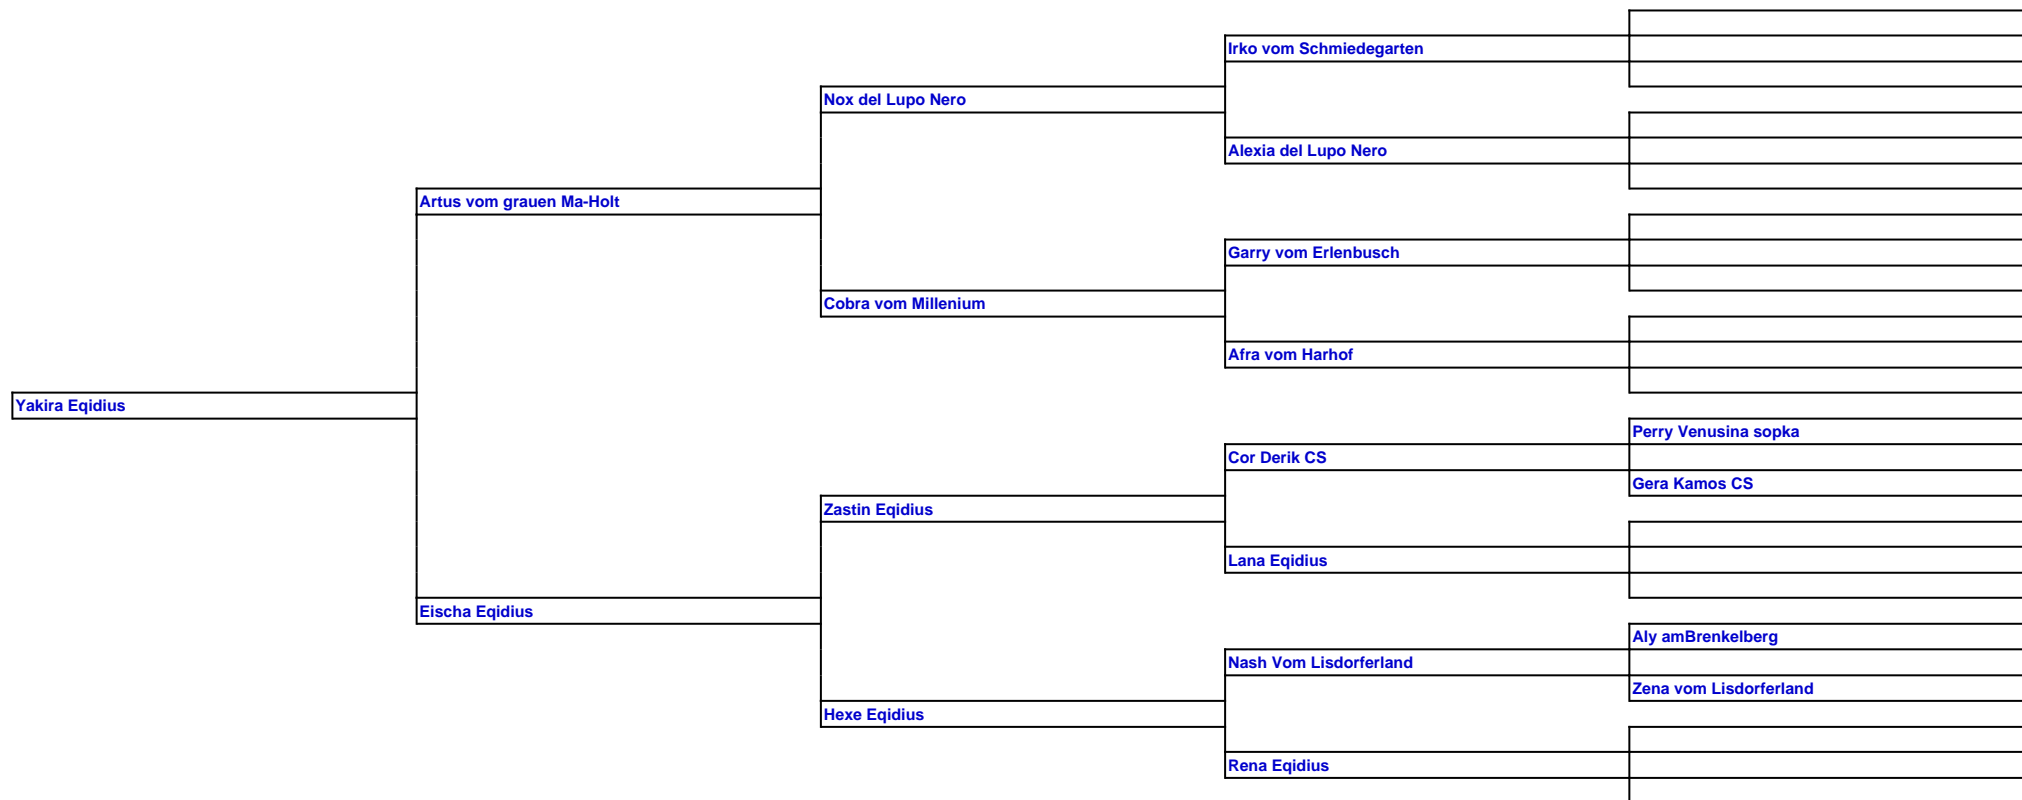 Irko vom Schmiedegarten
Nox del Lupo Nero
Alexia del Lupo Nero
Artus vom grauen Ma-Holt
Garry vom Erlenbusch
Cobra vom Millenium
Afra vom Harhof
Yakira Eqidius
Perry Venusina sopka
Cor Derik CS
Gera Kamos CS
Zastin Eqidius
Lana Eqidius
Eischa Eqidius
Aly amBrenkelberg
Nash Vom Lisdorferland
Zena vom Lisdorferland
Hexe Eqidius
Rena Eqidius